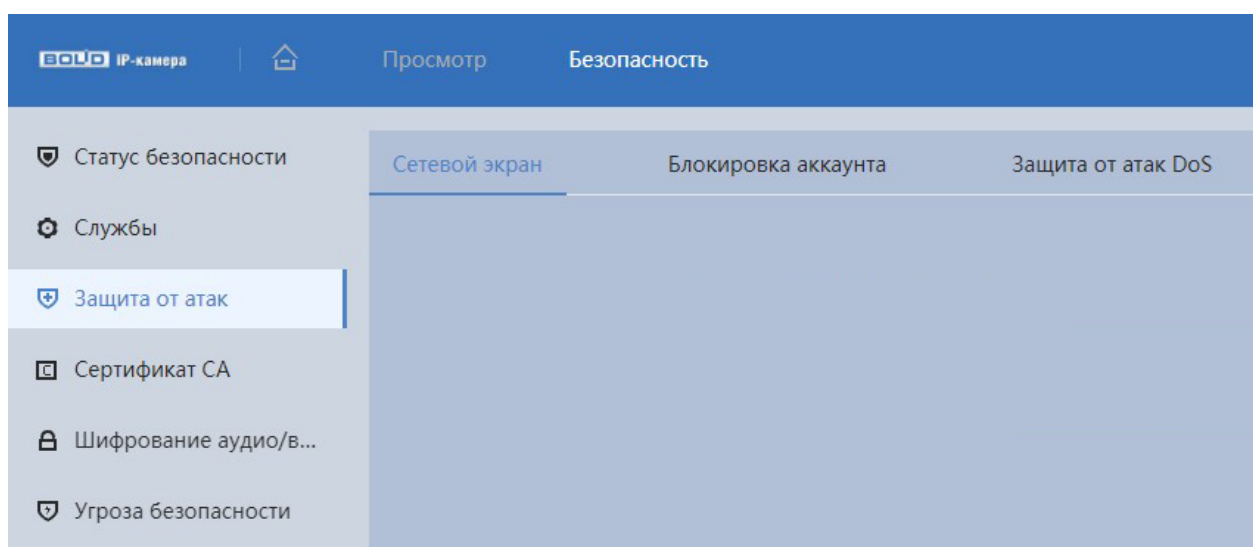 BOLID IP-камера
Просмотр
Безопасность
Статус безопасности
Службы
Защита от атак
Сертификат CA
Шифрование аудио/в...
Угроза безопасности
Сетевой экран
Блокировка аккаунта
Защита от атак DoS